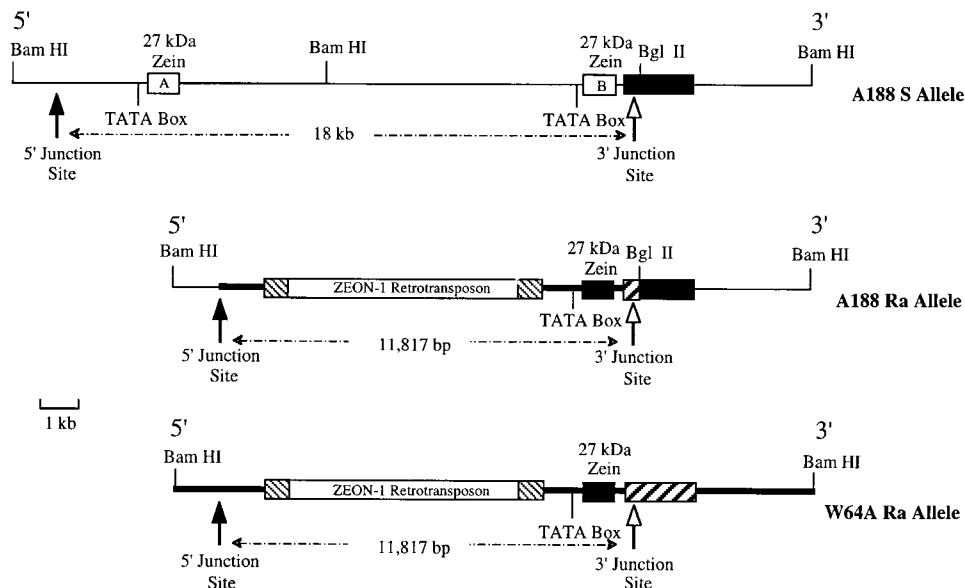 5'
3'
27 kDa
Zein
27 kDa
Zein
Bam HI
Bam HI
Bgl II
Bam HI
A
B
A188 S Allele
TATA Box
TATA Box
18 kb
5' Junction
Site
3' Junction
Site
5'
3'
Bam HI
27 kDa
Zein
Bgl II
Bam HI
ZEON-1 Retrotransposon
A188 Ra Allele
TATA Box
11,817 bp
5' Junction
Site
3' Junction
Site
1 kb
5'
3'
Bam HI
27 kDa
Zein
Bam HI
ZEON-1 Retrotransposon
W64A Ra Allele
TATA Box
11,817 bp
5' Junction
Site
3' Junction
Site